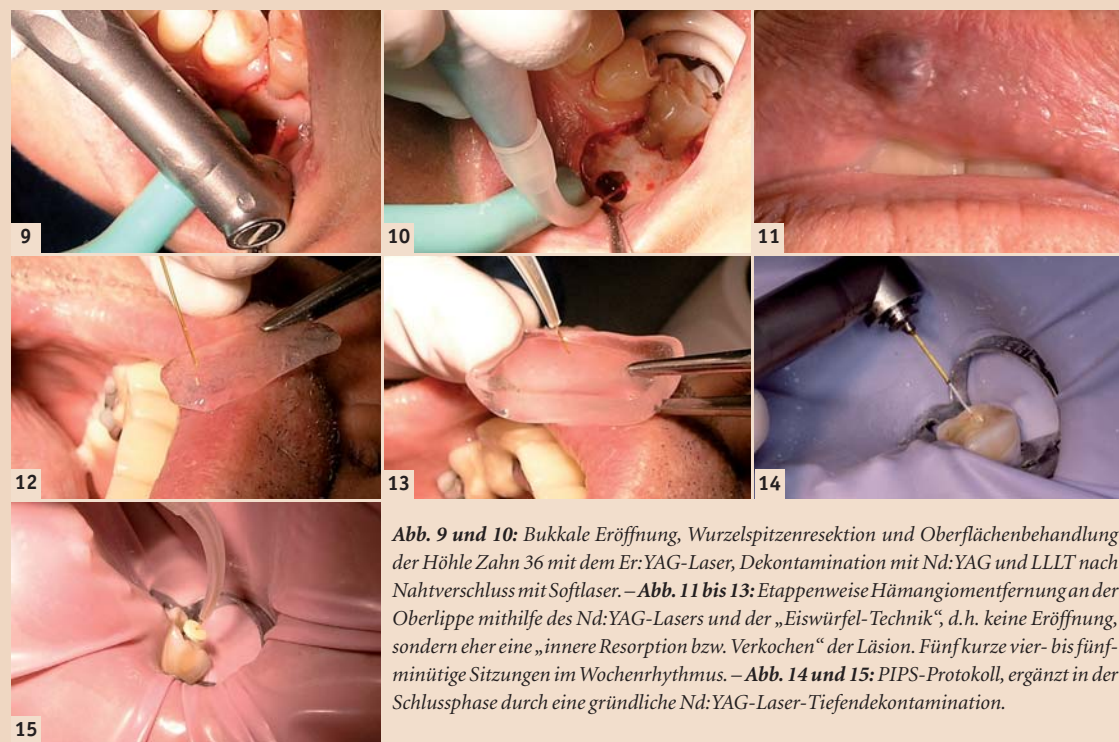 9
10
11
12
13
14
15
Abb. 9 und 10: Bukkale Eröffnung, Wurzelspitzenresektion und Oberflächenbehandlung
der Höhle Zahn 36 mit dem Er:YAG-Laser, Dekontamination mit Nd:YAG und LLLT nach
Nahtverschluss mit Softlaser. – Abb. 11 bis 13: Etappenweise Hämangiomentfernung an der
Oberlippe mithilfe des Nd:YAG-Lasers und der „Eiswürfel-Technik“, d.h. keine Eröffnung,
sondern eher eine „innere Resorption bzw. Verkochen“ der Läsion. Fünf kurze vier- bis fünf-
minütige Sitzungen im Wochenrhythmus. – Abb. 14 und 15: PIPS-Protokoll, ergänzt in der
Schlussphase durch eine gründliche Nd:YAG-Laser-Tiefendekontamination.